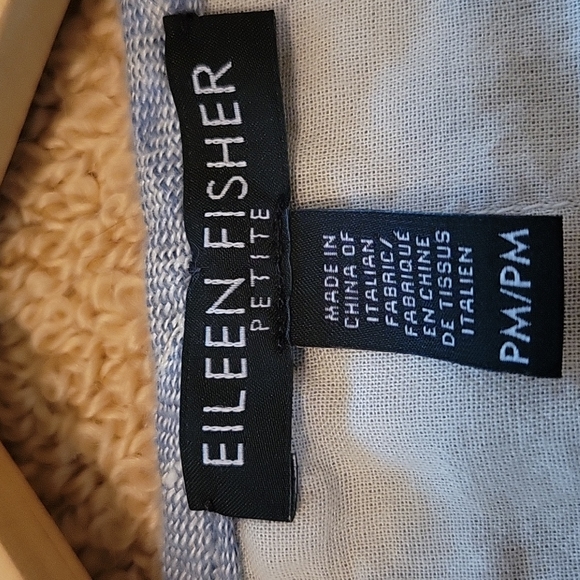 EILEEN FISHER
PETITE
MADE IN
CHINA OF
ITALIAN
FABRIC/
FABRIQUÉ
EN CHINE
DE TISSUS
ITALIEN
PM/PM